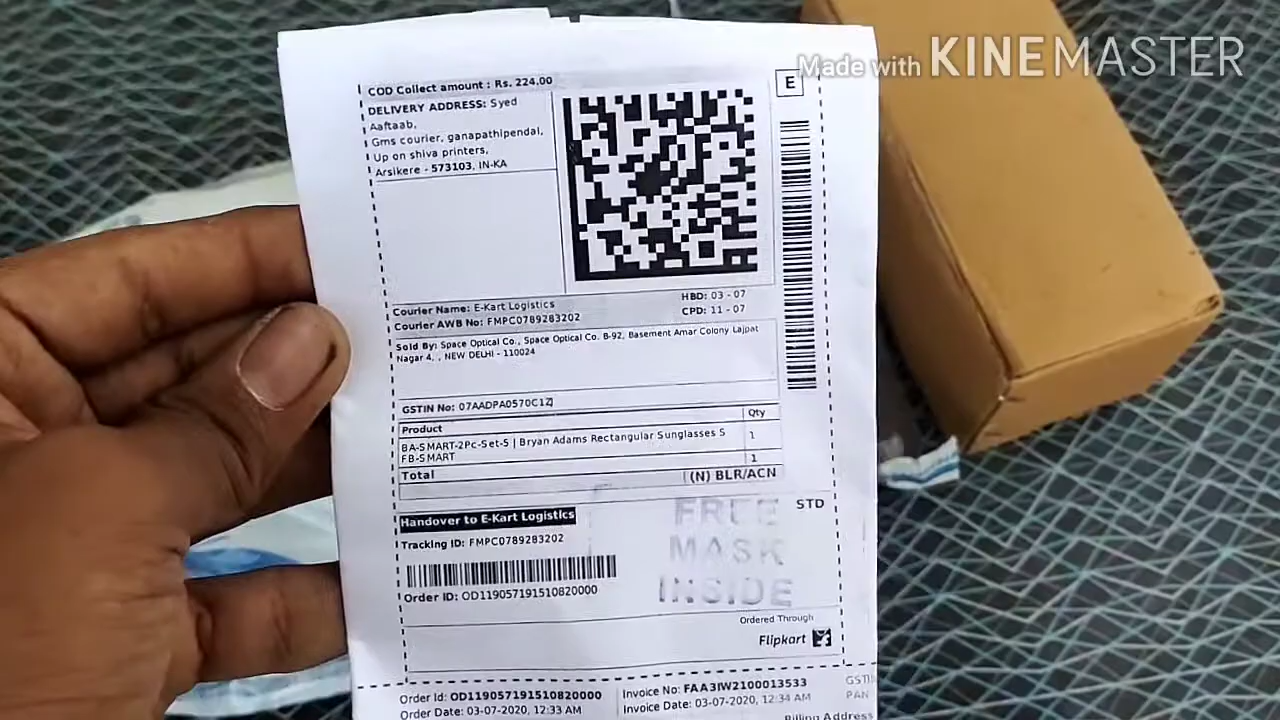 Made with KINEMASTER
COD Collect amount : Rs. 224.00
E
DELIVERY ADDRESS: Syed
Aaftaab,
Gms courier, ganapathipendal,
Up on shiva printers,
Arsikere - 573103, IN-KA
Courier Name: E-Kart Logistics
HBD: 03 - 07
Courier AWB No: FMPC0789283202
CPD: 11 - 07
Sold By: Space Optical Co., Space Optical Co. B-92, Basement Amar Colony Lajpat
Nagar 4, , NEW DELHI - 110024
GSTIN No: 07AADPA0570C1ZJ
Product Qty
BA-SMART-2Pc-Set-5 | Bryan Adams Rectangular Sunglasses S 1
FB-SMART
Total 1
(N) BLR/ACN
Handover to E-Kart Logistics
STD
FREE
MASK
INSIDE
Tracking ID: FMPC0789283202
Order ID: OD119057191510820000
Ordered Through
Flipkart
Order Id: OD119057191510820000
Invoice No: FAA3IW2100013533
GSTI
Order Date: 03-07-2020, 12:33 AM
Invoice Date: 03-07-2020, 12:34 AM
PAN
Billing Address